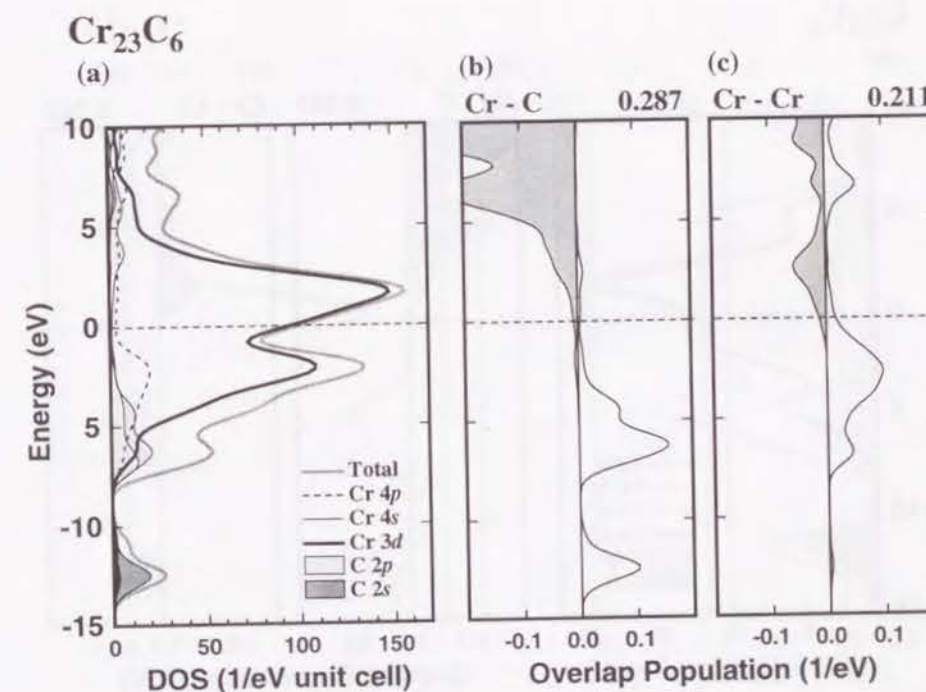 Cr23C6
(a)
(b)
(c)
Cr - C 0.287
Cr - Cr 0.211
10
5
0
5
-10
-15
Energy (eV)
Total
Cr 4p
Cr 4s
Cr 3d
C 2p
C 2s
0 50 100 150
-0.1 0.0 0.1
-0.1 0.0 0.1
DOS (1/eV unit cell)
Overlap Population (1/eV)